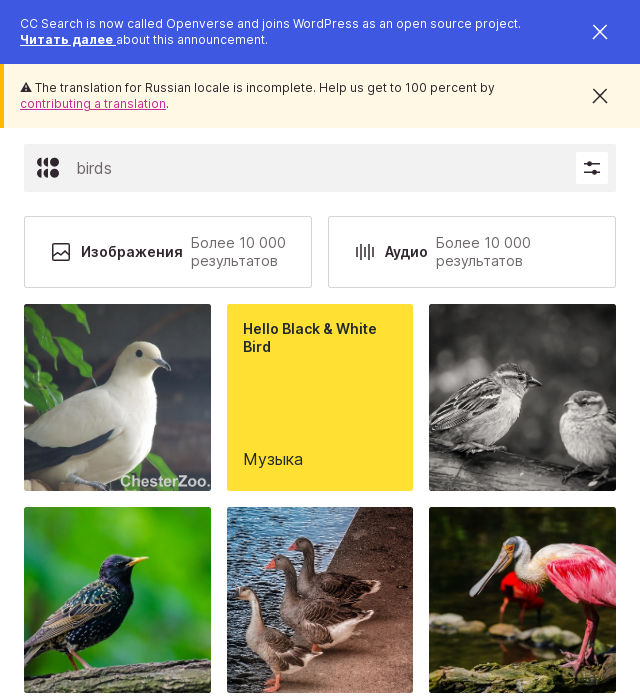 CC Search is now called Openverse and joins WordPress as an open source project.
Читать далее about this announcement.
The translation for Russian locale is incomplete. Help us get to 100 percent by
contributing a translation.
birds
Изображения
Более 10 000
результатов
Аудио
Более 10 000
результатов
ChesterZoo.
Hello Black & White
Bird
Музыка